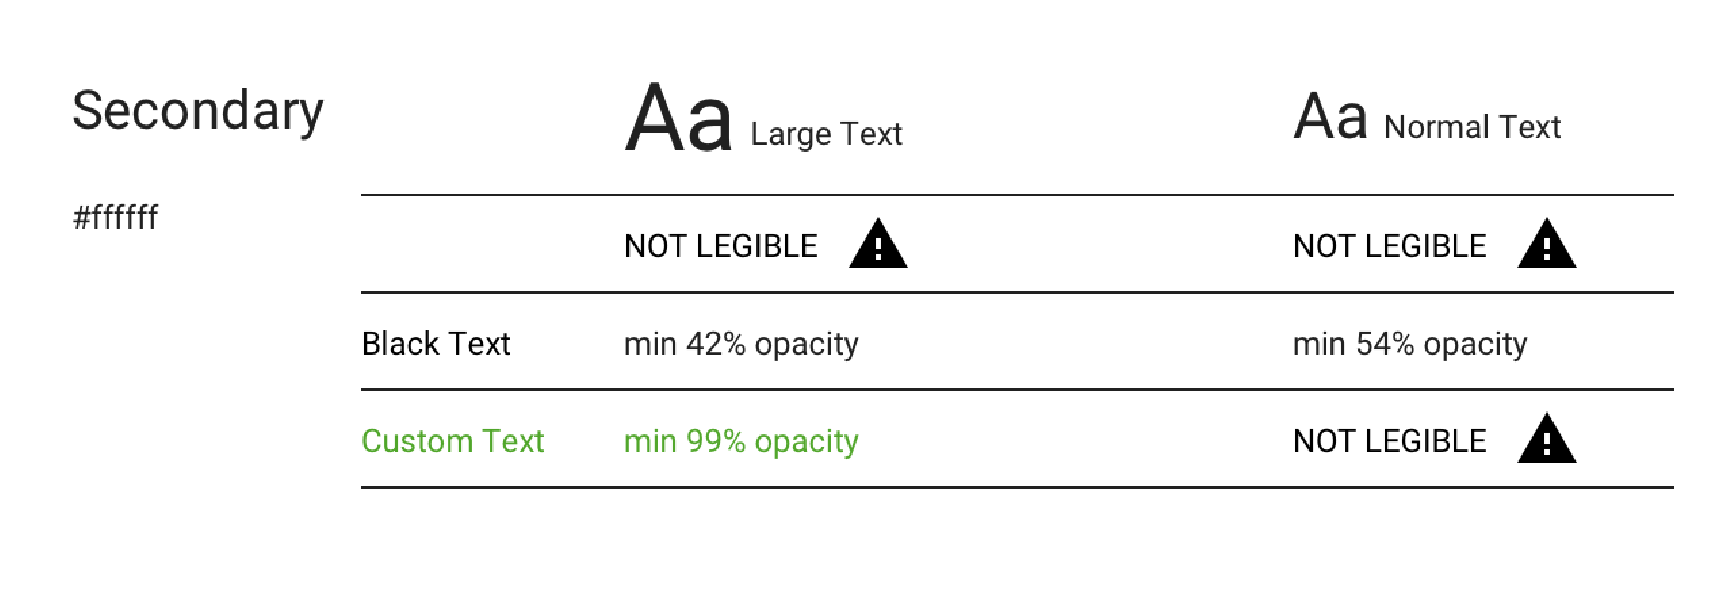 Secondary
Aa Large Text
Aa Normal Text
#ffffff
NOT LEGIBLE
NOT LEGIBLE
Black Text
min 42% opacity
min 54% opacity
Custom Text
min 99% opacity
NOT LEGIBLE